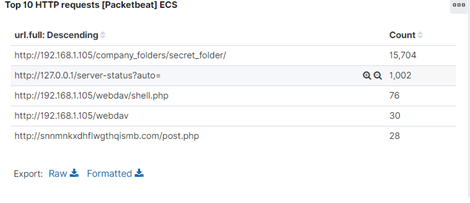 Top 10 HTTP requests [Packetbeat] ECS
url.full: Descending Count
http://192.168.1.105/company_folders/secret_folder/ 15,704
http://127.0.0.1/server-status?auto= 1,002
http://192.168.1.105/webdav/shell.php 76
http://192.168.1.105/webdav 30
http://snnmnkxdhflwgthqismb.com/post.php 28
Export: Raw Formatted